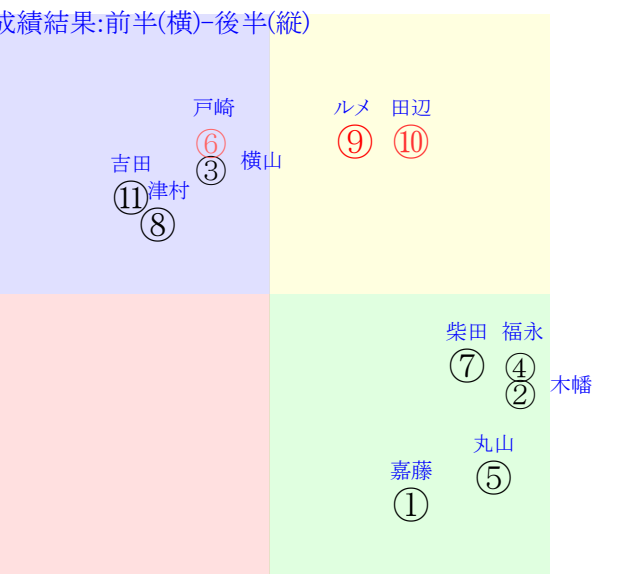 成績結果:前半(横)-後半(縦)
戸崎
ルメ
田辺
⑥
⑨
⑩
横山
③
吉田
津村
⑪
⑧
柴田
福永
⑦
④
木幡
②
丸山
嘉藤
⑤
①